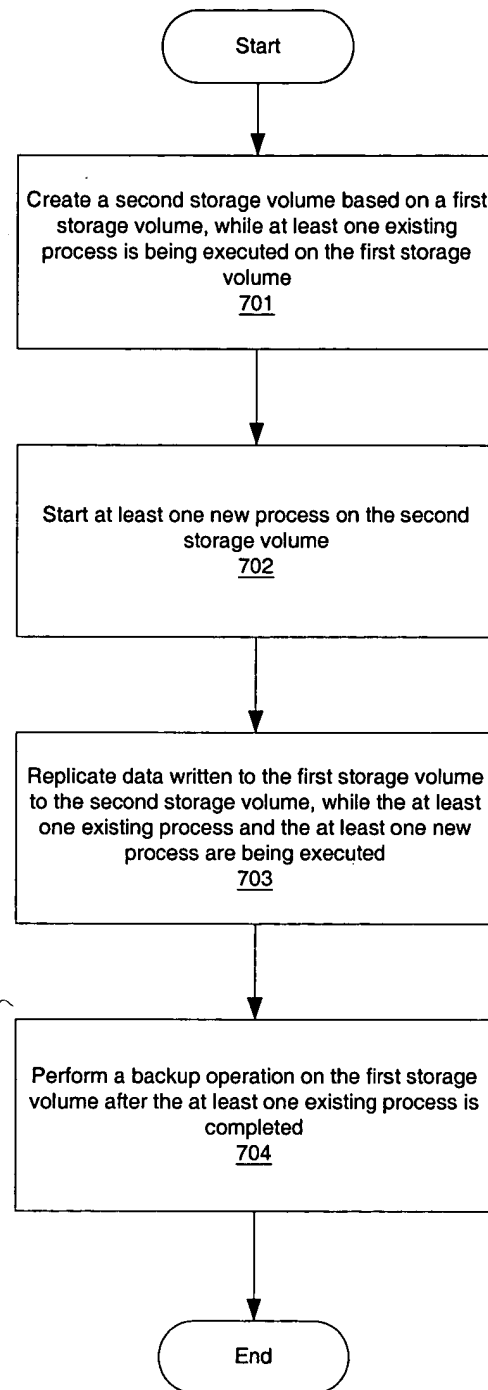 Start
Create a second storage volume based on a first
storage volume, while at least one existing
process is being executed on the first storage
volume
701
Start at least one new process on the second
storage volume
702
Replicate data written to the first storage volume
to the second storage volume, while the at least
one existing process and the at least one new
process are being executed
703
Perform a backup operation on the first storage
volume after the at least one existing process is
completed
704
End